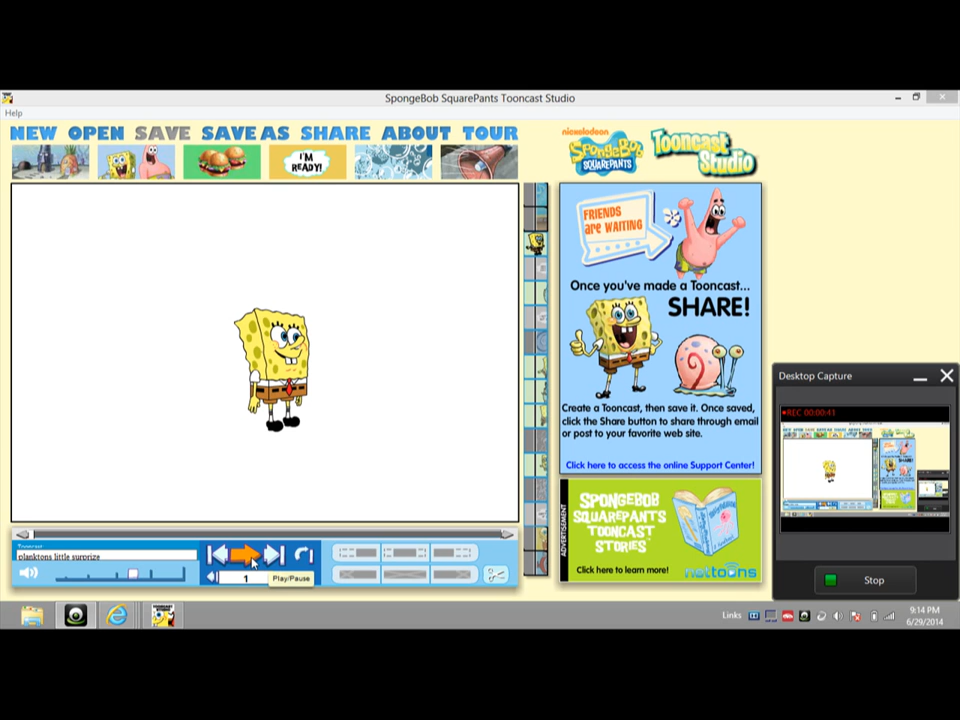 SpongeBob SquarePants Tooncast Studio
Help
NEW OPEN SAVE SAVE AS SHARE ABOUT TOUR
I'M
READY!
nickelodeon
SpongeBob
SQUAREPANTS
Tooncast
Studio
FRIENDS
are WAITING
Once you've made a Tooncast...
SHARE!
Create a Tooncast, then save it. Once saved,
click the Share button to share through email
or post to your favorite web site.
Click here to access the online Support Center!
ADVERTISEMENT
SPONGEBOB
SQUAREPANTS
TOONCAST
STORIES
Click here to learn more!
nettoons
Tooncast:
planktons little surprize
1
Play/Pause
Desktop Capture
REC 00:00:41
Stop
Links
9:14 PM
6/29/2014